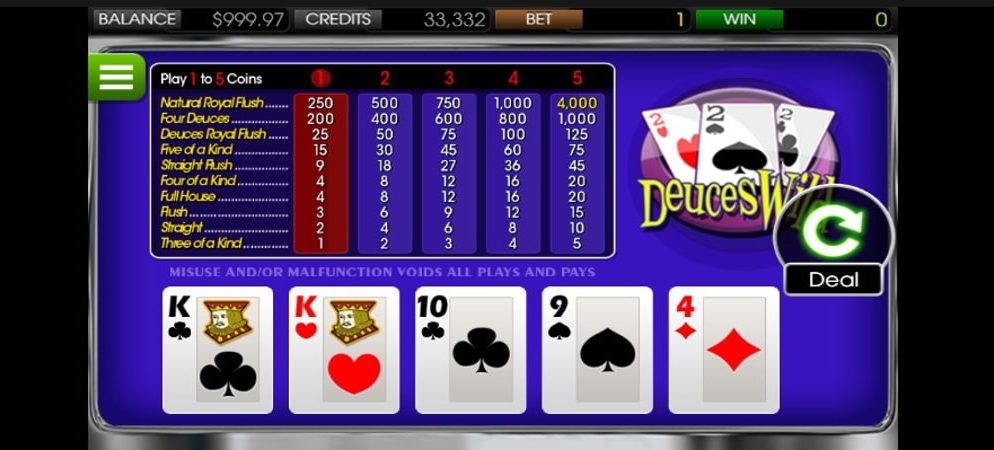 BALANCE $999.97 CREDITS 33,332 BET 1 WIN 0
Play 1 to 5 Coins 1 2 3 4 5
Natural Royal Flush....... 250 500 750 1,000 4,000
Four Deuces............... 200 400 600 800 1,000
Deuces Royal Flush..... 25 50 75 100 125
Five of a Kind............... 15 30 45 60 75
Straight Flush............... 9 18 27 36 45
Four of a Kind.............. 4 8 12 16 20
Full House.................. 4 8 12 16 20
Flush......................... 3 6 9 12 15
Straight..................... 2 4 6 8 10
Three of a Kind............ 1 2 3 4 5
2 2 2
Deuces Wild
MISUSE AND/OR MALFUNCTION VOIDS ALL PLAYS AND PAYS
Deal
K K 10 9 4